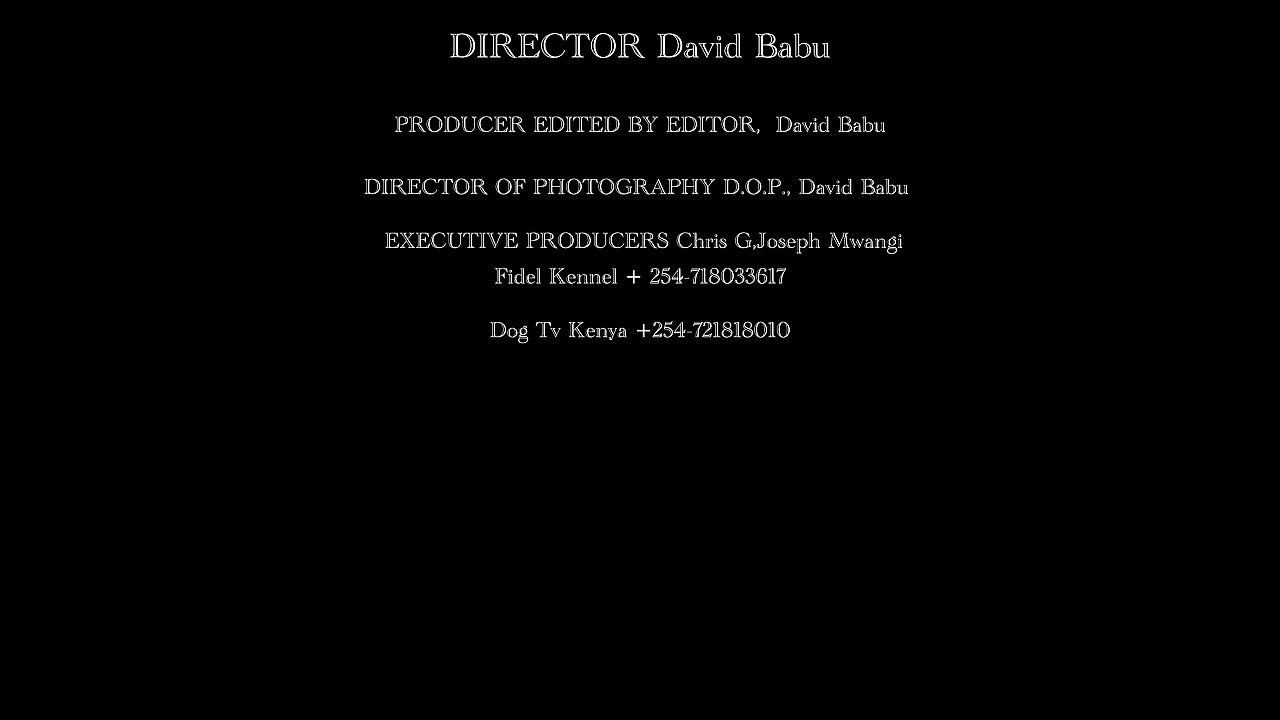 DIRECTOR David Babu
PRODUCER EDITED BY EDITOR, David Babu
DIRECTOR OF PHOTOGRAPHY D.O.P., David Babu
EXECUTIVE PRODUCERS Chris G,Joseph Mwangi
Fidel Kennel + 254-718033617
Dog Tv Kenya +254-721818010